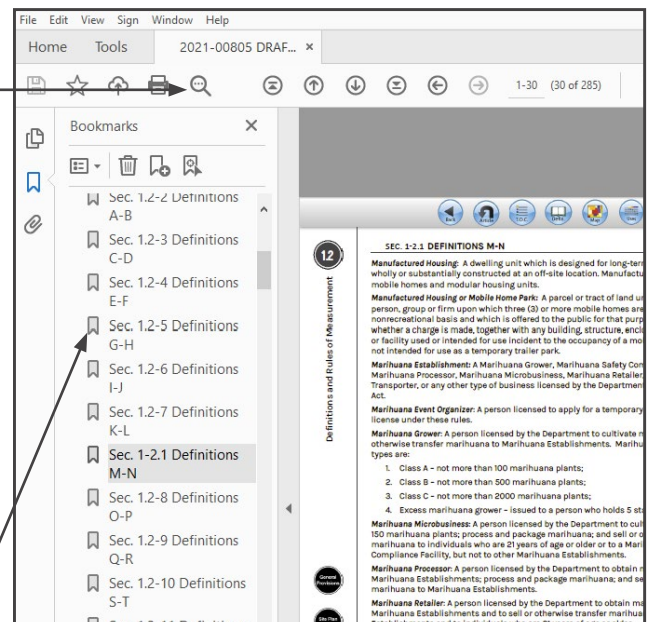 File Edit View Sign Window Help
Home Tools 2021-00805 DRAF... ×
1-30 (30 of 285)
Bookmarks ×
Sec. 1.2-2 Definitions
A-B
Sec. 1.2-3 Definitions
C-D
Sec. 1.2-4 Definitions
E-F
Sec. 1.2-5 Definitions
G-H
Sec. 1.2-6 Definitions
I-J
Sec. 1.2-7 Definitions
K-L
Sec. 1-2.1 Definitions
M-N
Sec. 1.2-8 Definitions
O-P
Sec. 1.2-9 Definitions
Q-R
Sec. 1.2-10 Definitions
S-T
1.2
Definitions and Rules of Measurement
General
Provisions
Site Plan
Back
T.O.C.
Map
SEC. 1-2.1 DEFINITIONS M-N
Manufactured Housing: A dwelling unit which is designed for long-ter
wholly or substantially constructed at an off-site location. Manufactu
mobile homes and modular housing units.
Manufactured Housing or Mobile Home Park: A parcel or tract of land u
person, group or firm upon which three (3) or more mobile homes are
nonrecreational basis and which is offered to the public for that purp
whether a charge is made, together with any building, structure, encl
or facility used or intended for use incident to the occupancy of a mo
not intended for use as a temporary trailer park.
Marihuana Establishment: A Marihuana Grower, Marihuana Safety Com
Marihuana Processor, Marihuana Microbusiness, Marihuana Retailer,
Transporter, or any other type of business licensed by the Departmen
Act.
Marihuana Event Organizer: A person licensed to apply for a temporary
license under these rules.
Marihuana Grower: A person licensed by the Department to cultivate m
otherwise transfer marihuana to Marihuana Establishments. Marihu
types are:
1. Class A – not more than 100 marihuana plants;
2. Class B – not more than 500 marihuana plants;
3. Class C – not more than 2000 marihuana plants;
4. Excess marihuana grower – issued to a person who holds 5 st
Marihuana Microbusiness: A person licensed by the Department to cult
150 marihuana plants; process and package marihuana; and sell or o
marihuana to individuals who are 21 years of age or older or to a Mari
Compliance Facility, but not to other Marihuana Establishments.
Marihuana Processor: A person licensed by the Department to obtain m
Marihuana Establishments; process and package marihuana; and se
marihuana to Marihuana Establishments.
Marihuana Retailer: A person licensed by the Department to obtain ma
Marihuana Establishments and to sell or otherwise transfer marihua